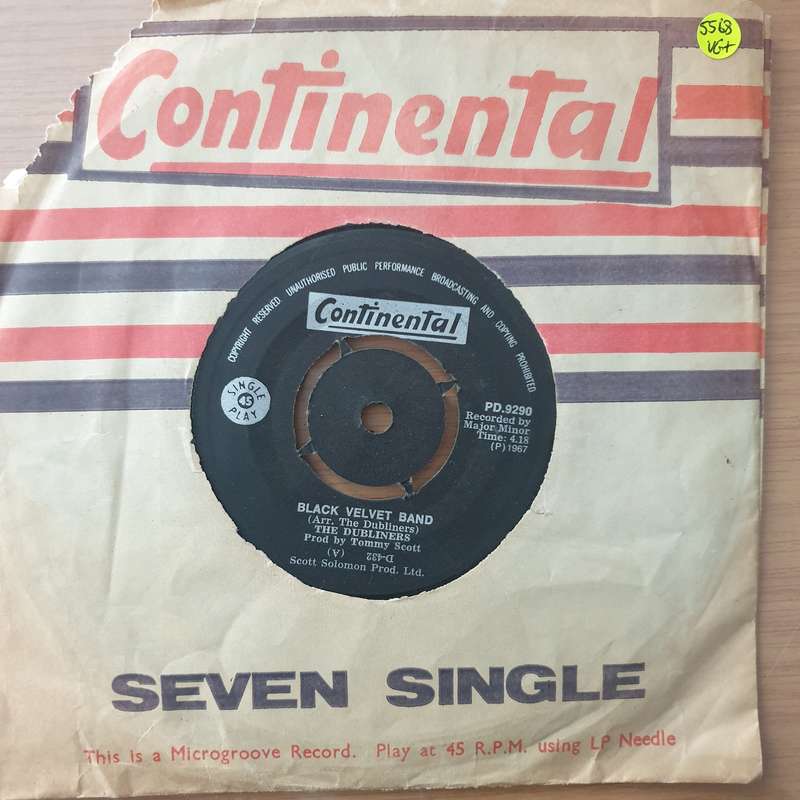 5568
VG+
Continental
COPYRIGHT RESERVED UNAUTHORISED PUBLIC PERFORMANCE BROADCASTING AND COPYING PROHIBITED
Continental
SINGLE
45
PLAY
PD.9290
Recorded by
Major Minor
Time: 4.18
(P) 1967
BLACK VELVET BAND
(Arr. The Dubliners)
THE DUBLINERS
Prod by Tommy Scott
D-432 (A)
Scott Solomon Prod. Ltd.
SEVEN SINGLE
This is a Microgroove Record. Play at 45 R.P.M. using LP Needle